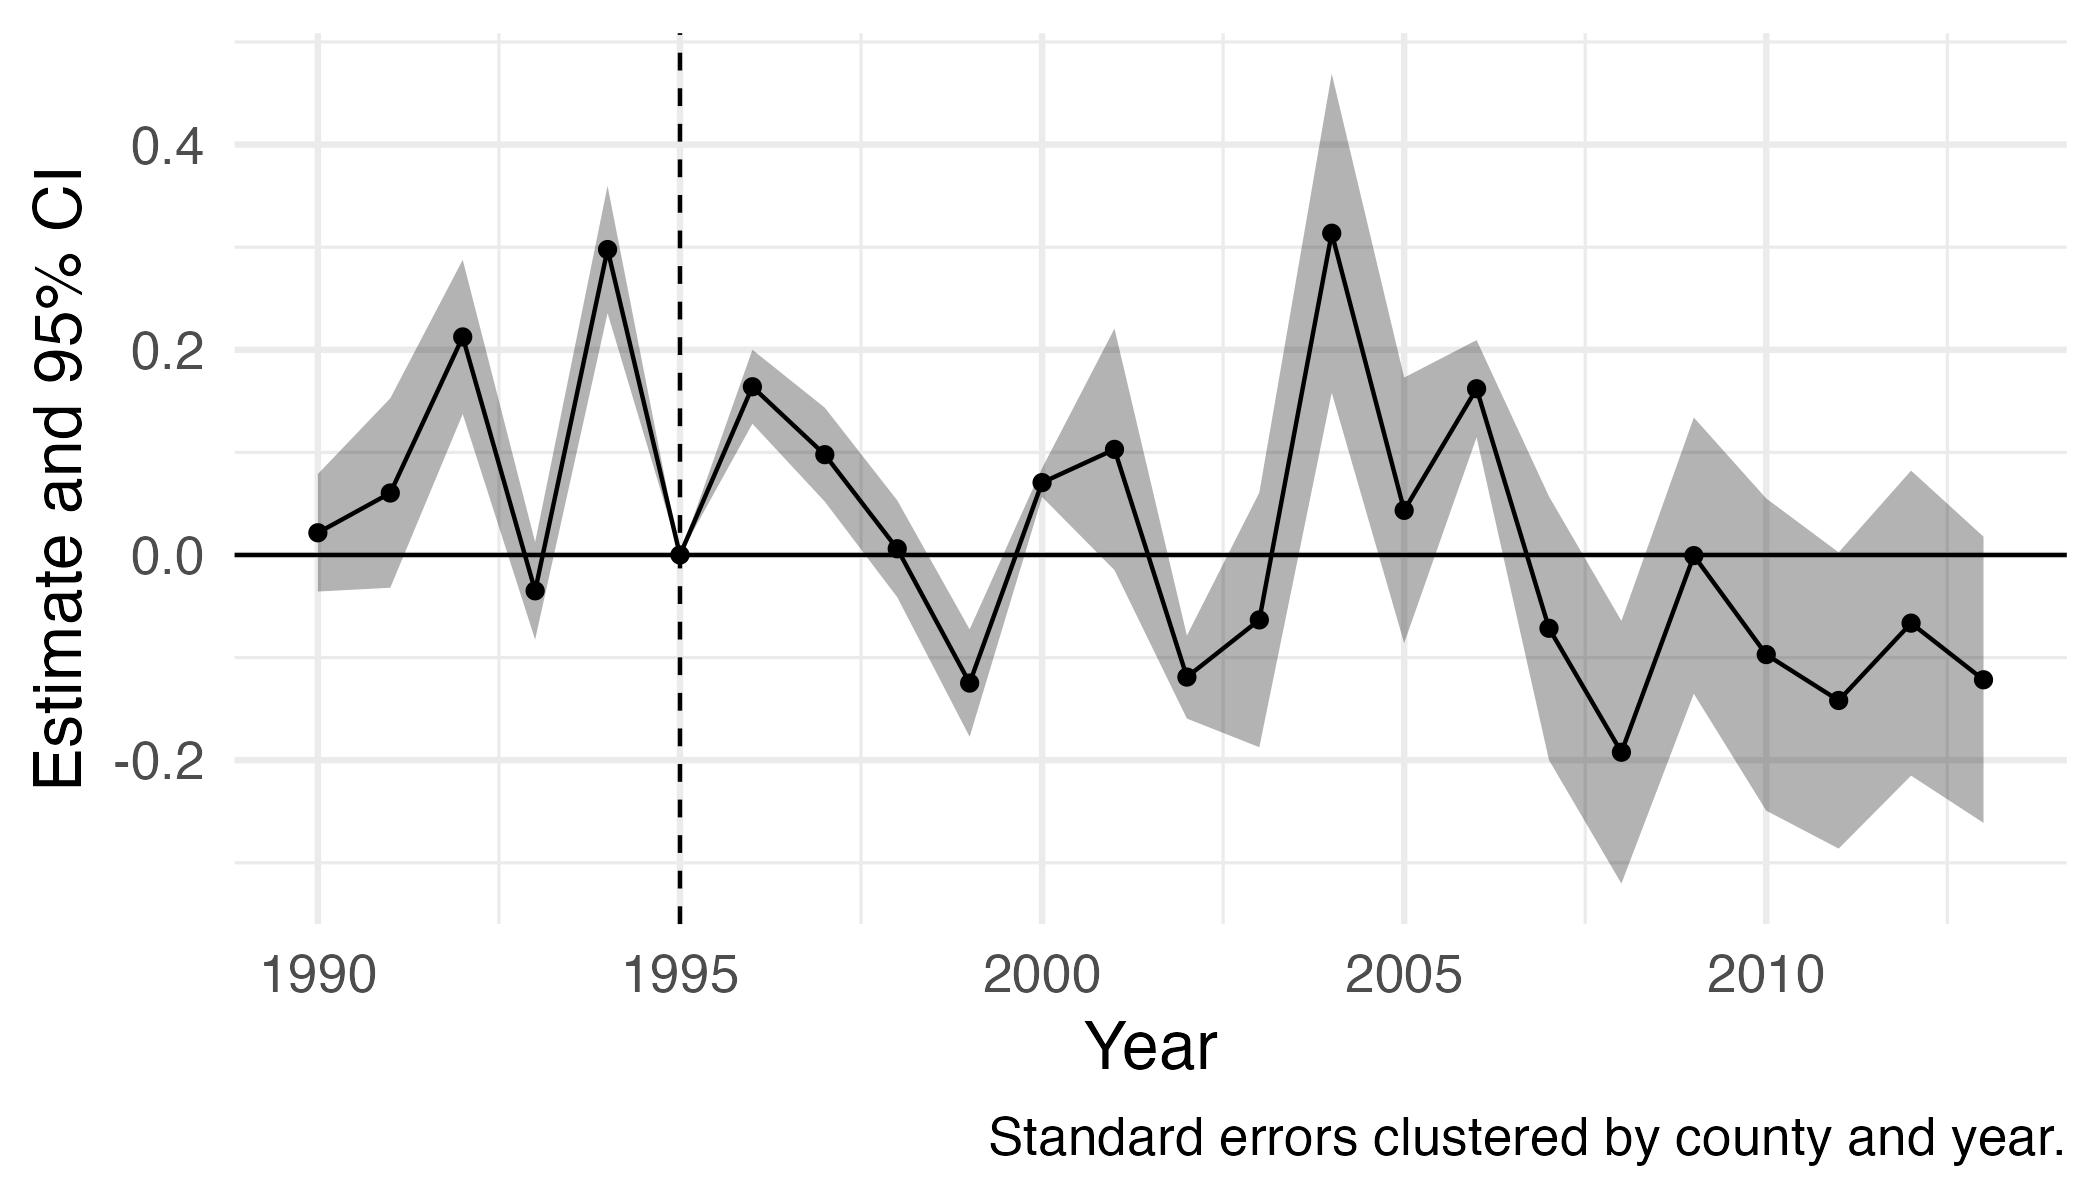 Estimate and 95% CI
0.4
0.2
0.0
-0.2
1990 1995 2000 2005 2010
Year
Standard errors clustered by county and year.